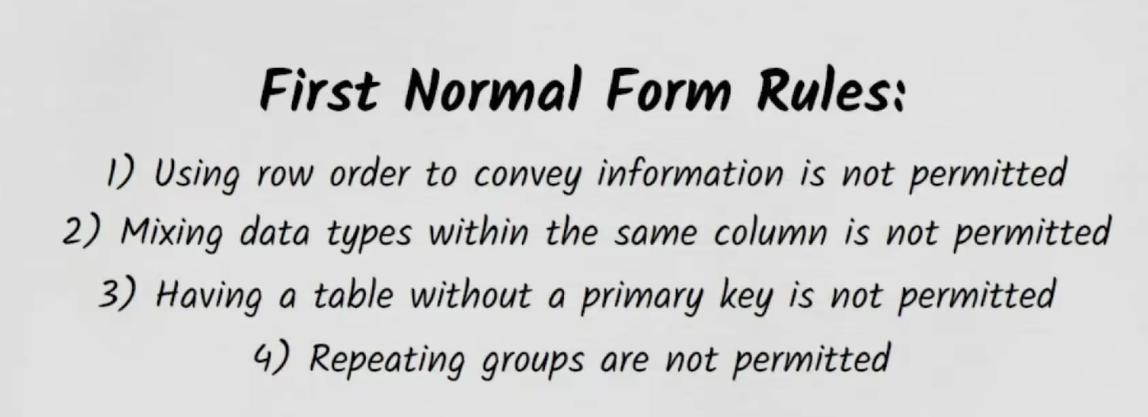 First Normal Form Rules:
1) Using row order to convey information is not permitted
2) Mixing data types within the same column is not permitted
3) Having a table without a primary key is not permitted
4) Repeating groups are not permitted